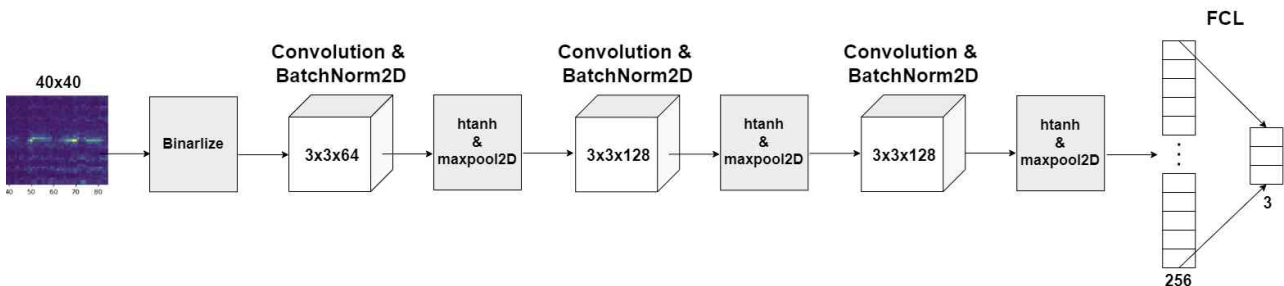 FCL
Convolution &
BatchNorm2D
Convolution &
BatchNorm2D
Convolution &
BatchNorm2D
40x40
Binarlize
3x3x64
htanh
&
maxpool2D
3x3x128
htanh
&
maxpool2D
3x3x128
htanh
&
maxpool2D
40 50 60 70 80
3
256